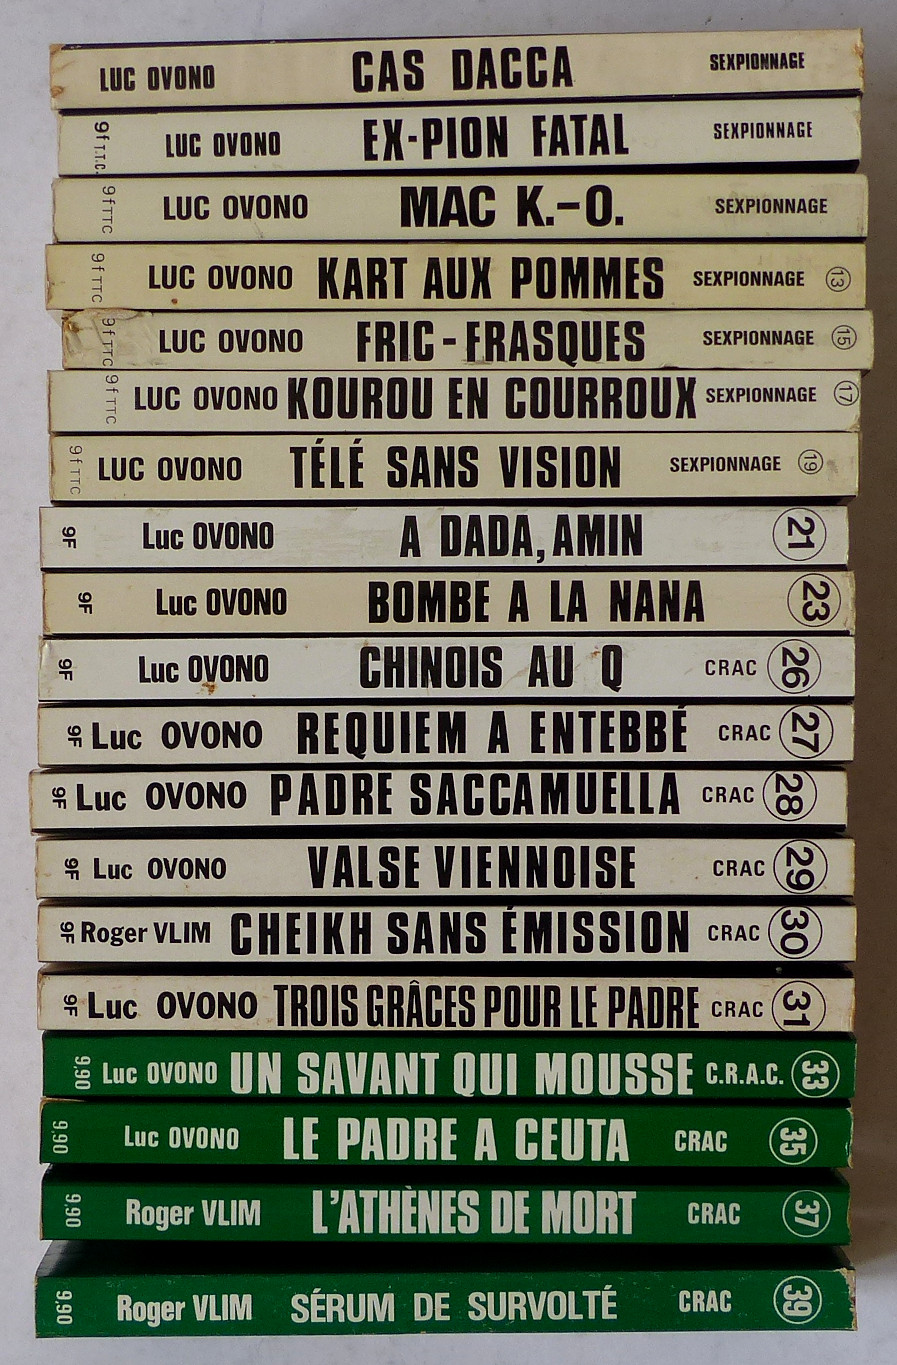 LUC OVONO CAS DACCA SEXPIONNAGE
9f T.T.C. LUC OVONO EX-PION FATAL SEXPIONNAGE
9f TTC LUC OVONO MAC K.-O. SEXPIONNAGE
9f TTC LUC OVONO KART AUX POMMES SEXPIONNAGE 13
9f TTC LUC OVONO FRIC-FRASQUES SEXPIONNAGE 15
9f TTC LUC OVONO KOUROU EN COURROUX SEXPIONNAGE 17
9f TTC LUC OVONO TÉLÉ SANS VISION SEXPIONNAGE 19
9F Luc OVONO A DADA, AMIN 21
9F Luc OVONO BOMBE A LA NANA 23
9F Luc OVONO CHINOIS AU Q CRAC 26
9F Luc OVONO REQUIEM A ENTEBBÉ CRAC 27
9F Luc OVONO PADRE SACCAMUELLA CRAC 28
9F Luc OVONO VALSE VIENNOISE CRAC 29
9F Roger VLIM CHEIKH SANS ÉMISSION CRAC 30
9F Luc OVONO TROIS GRÂCES POUR LE PADRE CRAC 31
9.90 Luc OVONO UN SAVANT QUI MOUSSE C.R.A.C. 33
9.90 Luc OVONO LE PADRE A CEUTA CRAC 35
9.90 Roger VLIM L'ATHÈNES DE MORT CRAC 37
9.90 Roger VLIM SÉRUM DE SURVOLTÉ CRAC 39